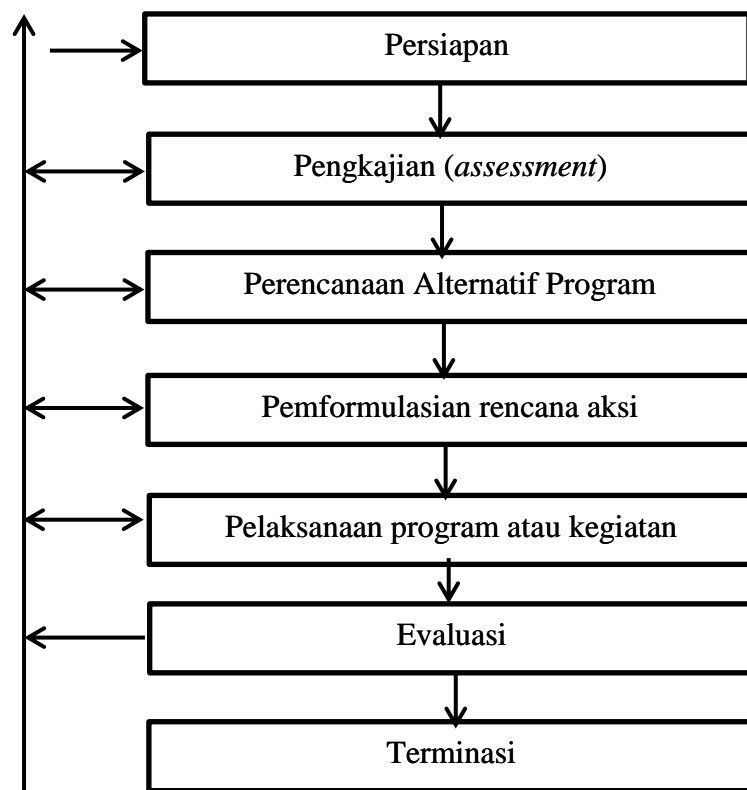 Persiapan
Pengkajian (assessment)
Perencanaan Alternatif Program
Pemformulasian rencana aksi
Pelaksanaan program atau kegiatan
Evaluasi
Terminasi